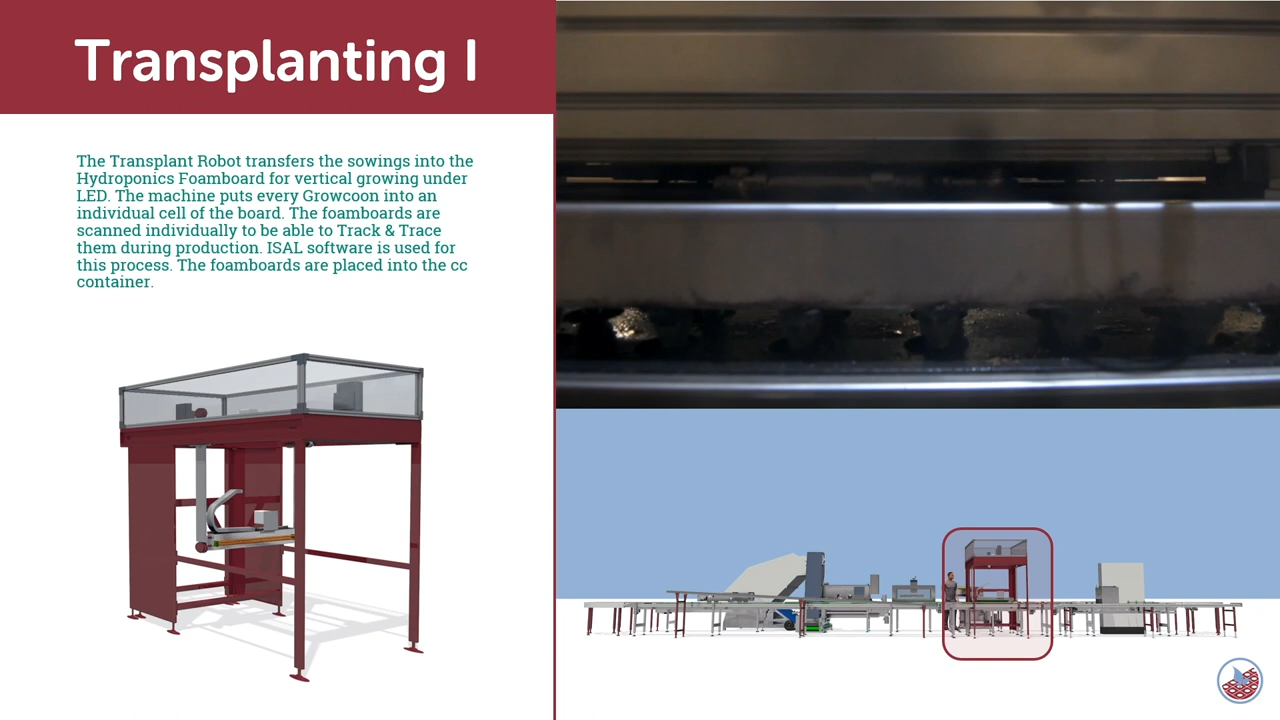 Transplanting I
The Transplant Robot transfers the sowings into the
Hydroponics Foamboard for vertical growing under
LED. The machine puts every Growcoon into an
individual cell of the board. The foamboards are
scanned individually to be able to Track & Trace
them during production. ISAL software is used for
this process. The foamboards are placed into the cc
container.